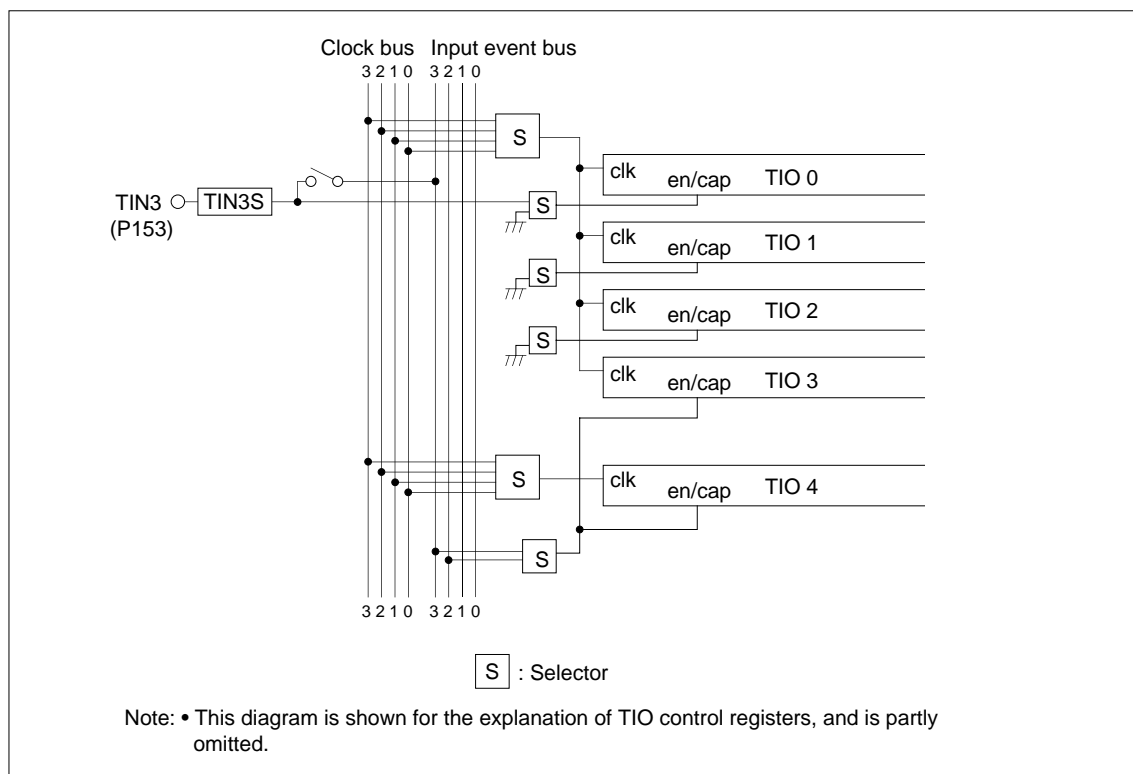 Clock bus Input event bus
3 2 1 0 3 2 1 0
S
clk en/cap TIO 0
TIN3 (P153)
TIN3S
S
clk en/cap TIO 1
S
clk en/cap TIO 2
S
clk en/cap TIO 3
S
clk en/cap TIO 4
S
3 2 1 0 3 2 1 0
S : Selector
Note: • This diagram is shown for the explanation of TIO control registers, and is partly
omitted.